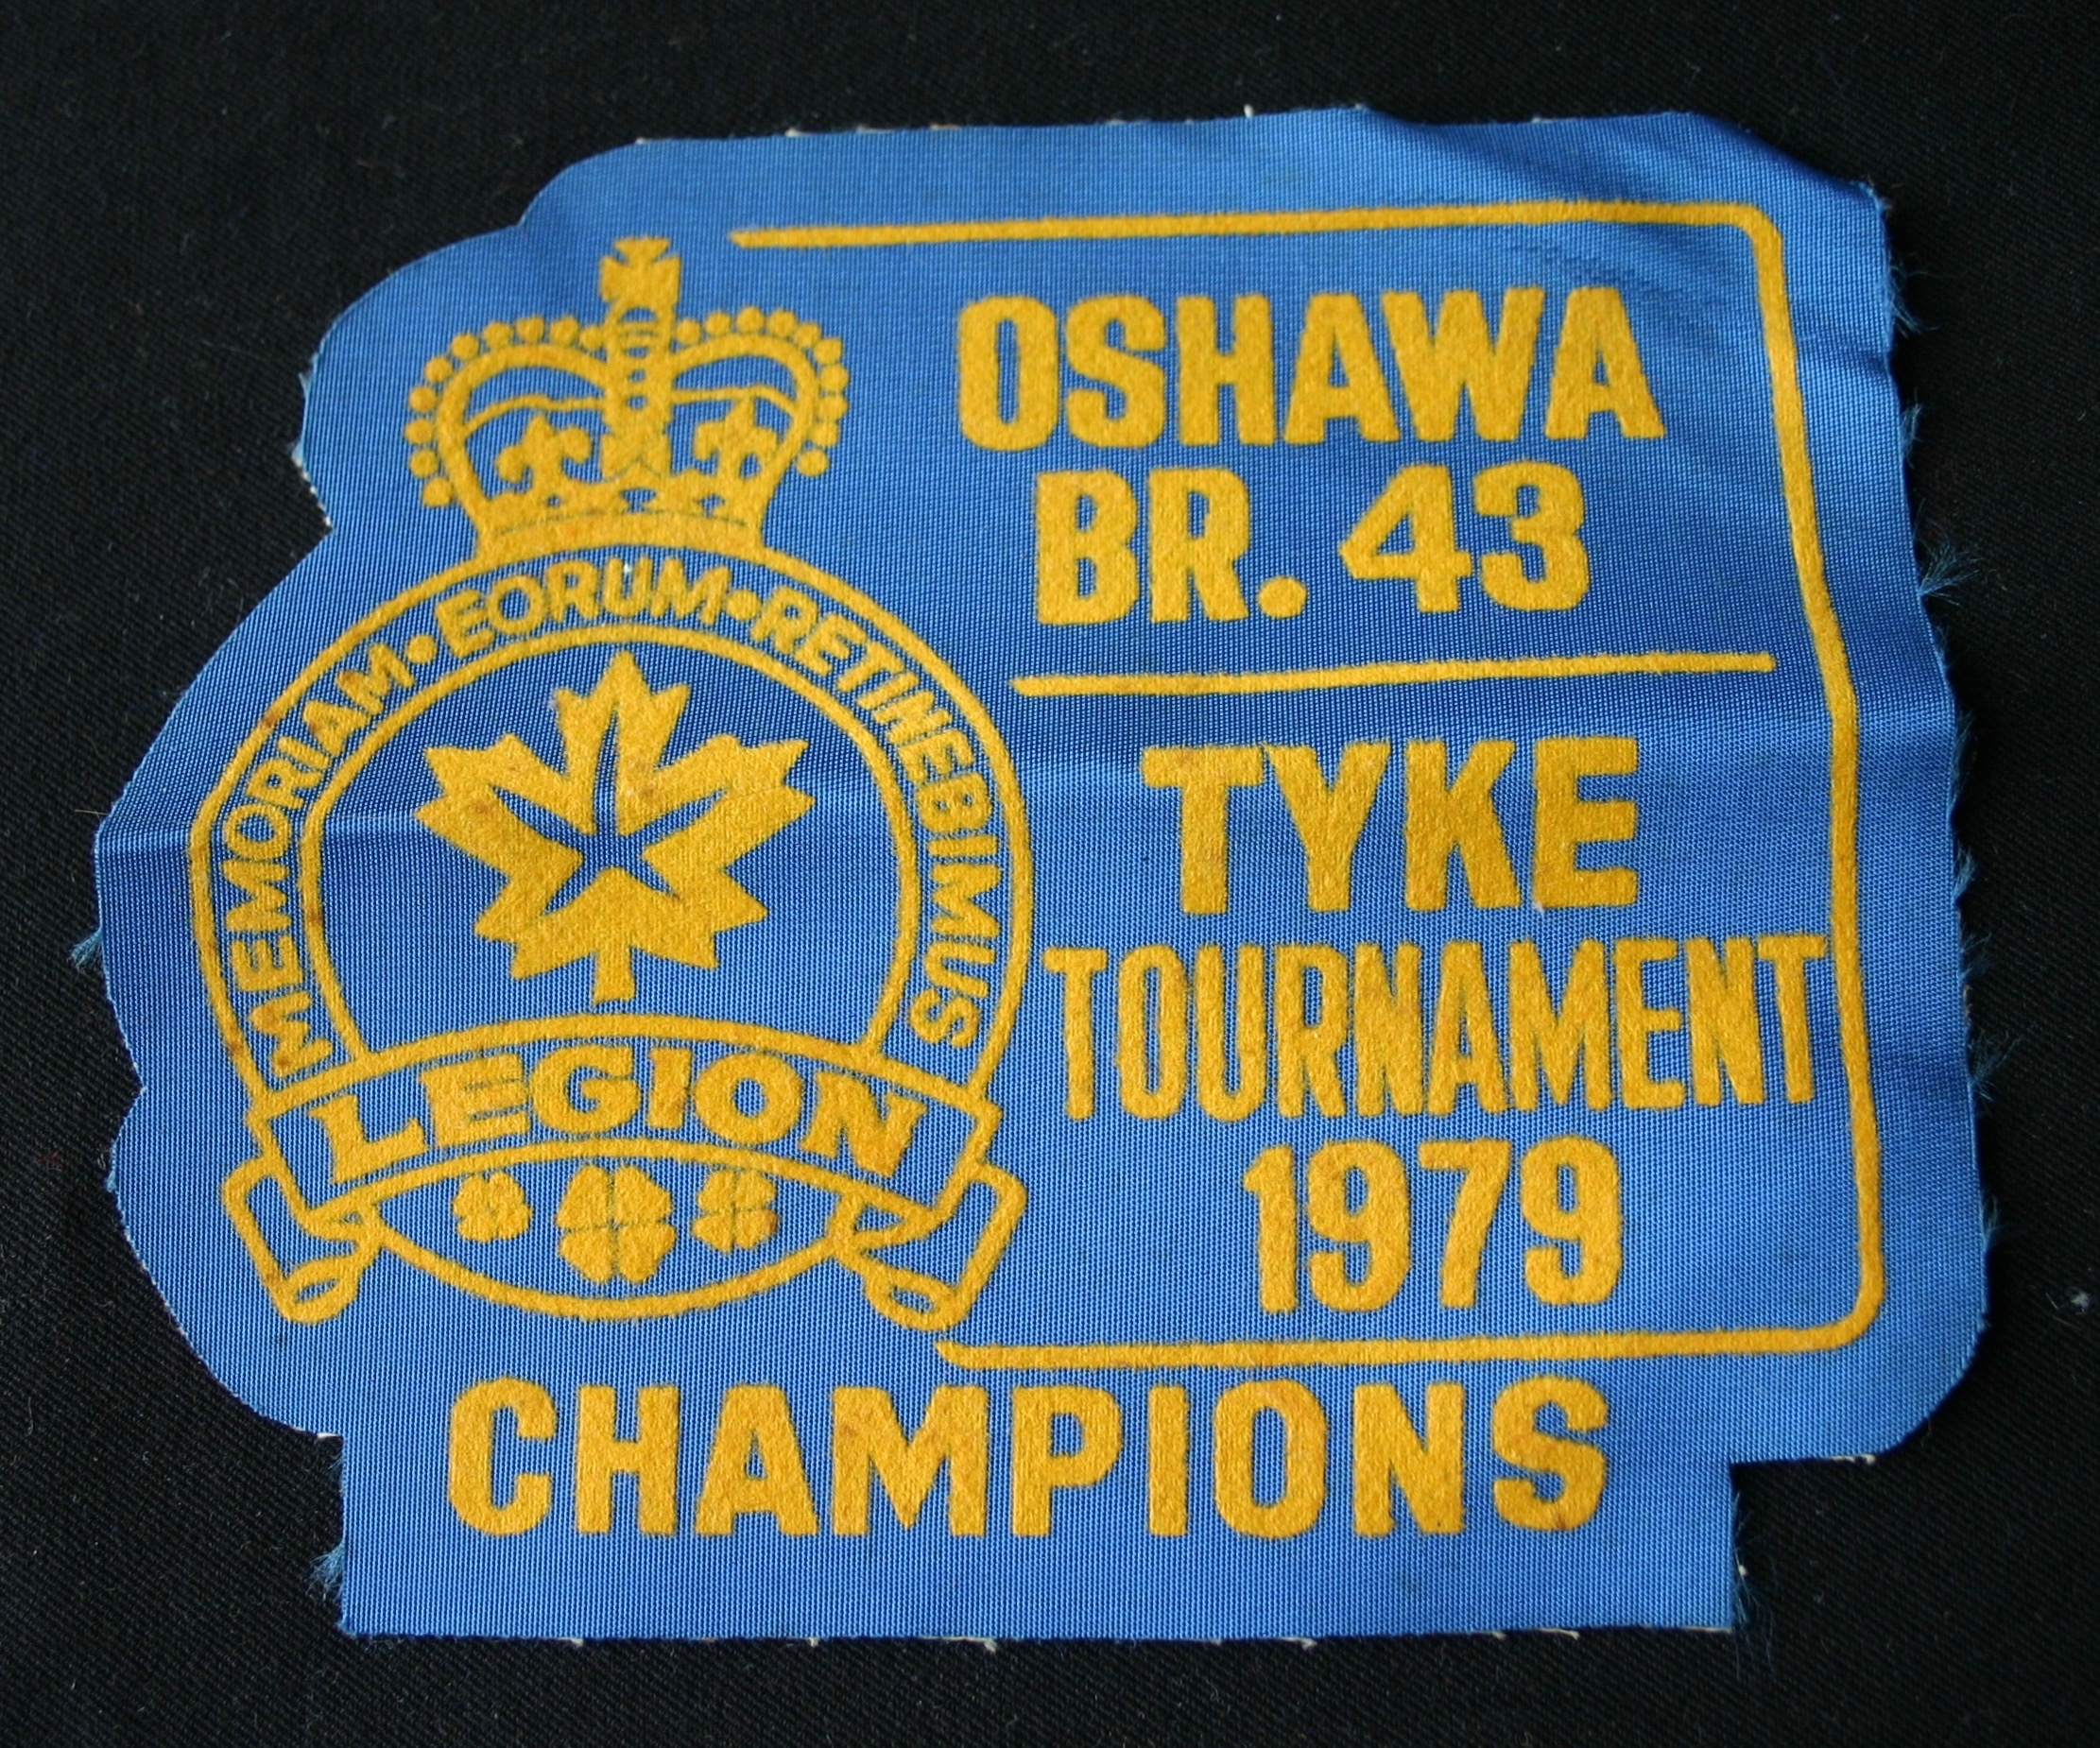 OSHAWA
BR. 43
MEMORIAM • EORUM • RETINEBIMUS
LEGION
TYKE
TOURNAMENT
1979
CHAMPIONS